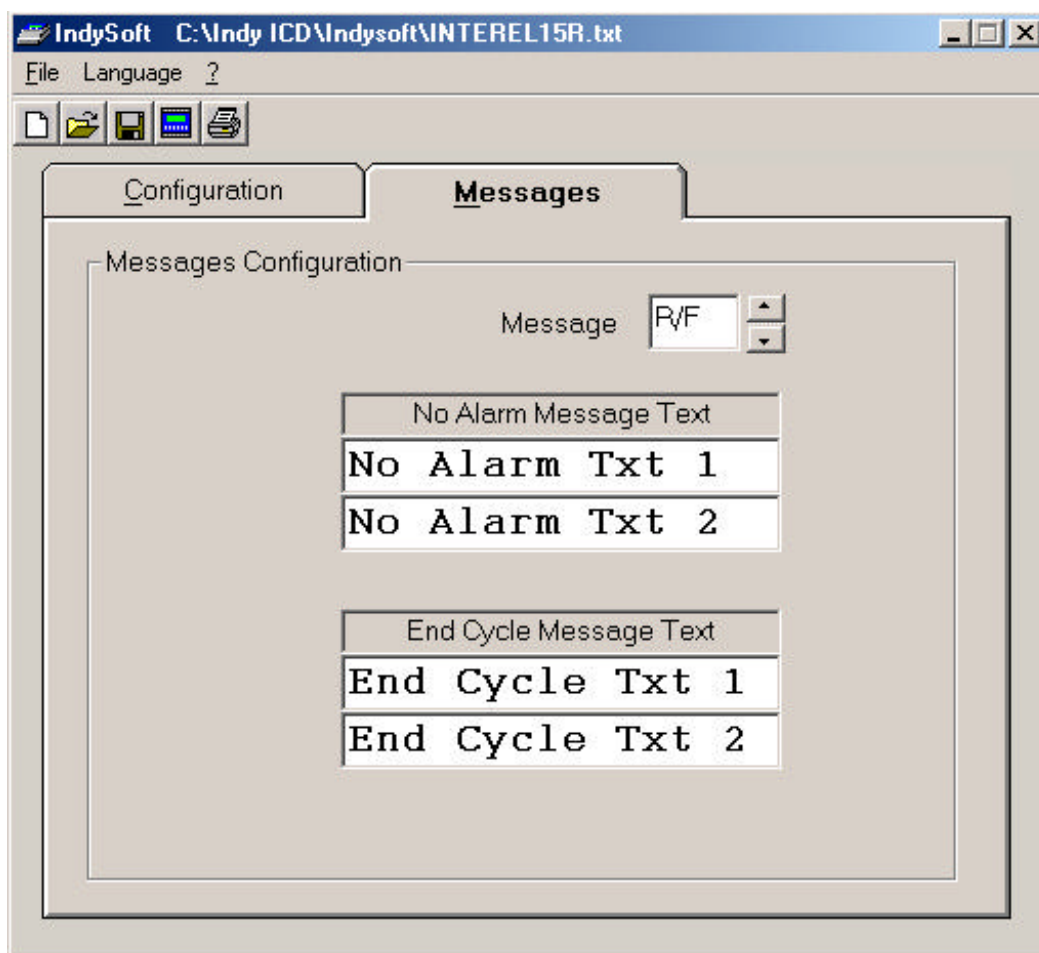 IndySoft C:\Indy ICD\Indysoft\INTEREL15R.txt
File Language ?
Configuration Messages
Messages Configuration
Message R/F
No Alarm Message Text
No Alarm Txt 1
No Alarm Txt 2
End Cycle Message Text
End Cycle Txt 1
End Cycle Txt 2